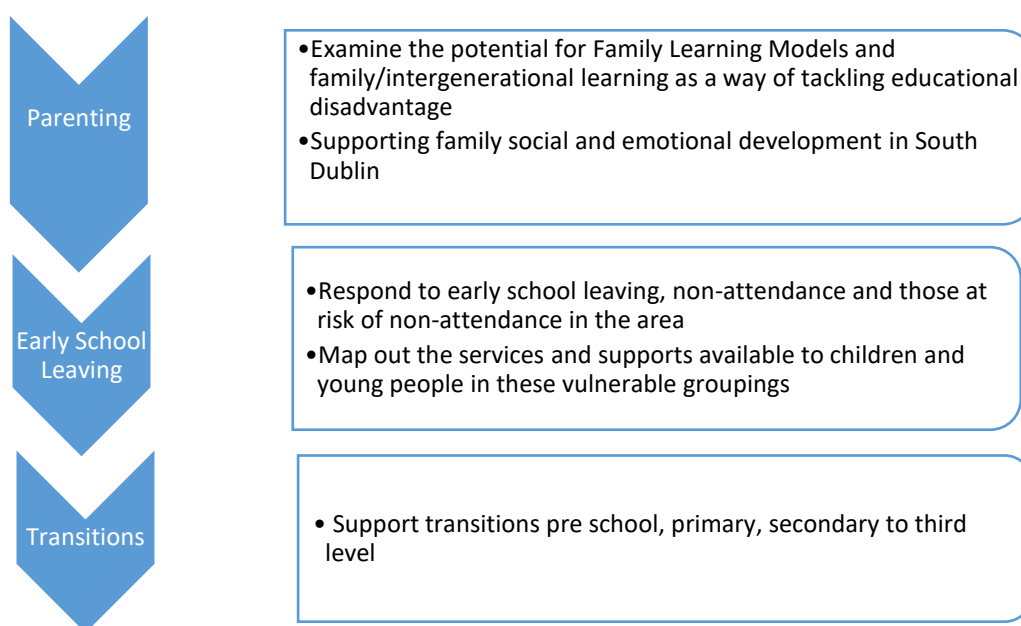 Parenting
•Examine the potential for Family Learning Models and
family/intergenerational learning as a way of tackling educational
disadvantage
•Supporting family social and emotional development in South
Dublin
Early School
Leaving
•Respond to early school leaving, non-attendance and those at
risk of non-attendance in the area
•Map out the services and supports available to children and
young people in these vulnerable groupings
Transitions
• Support transitions pre school, primary, secondary to third
level